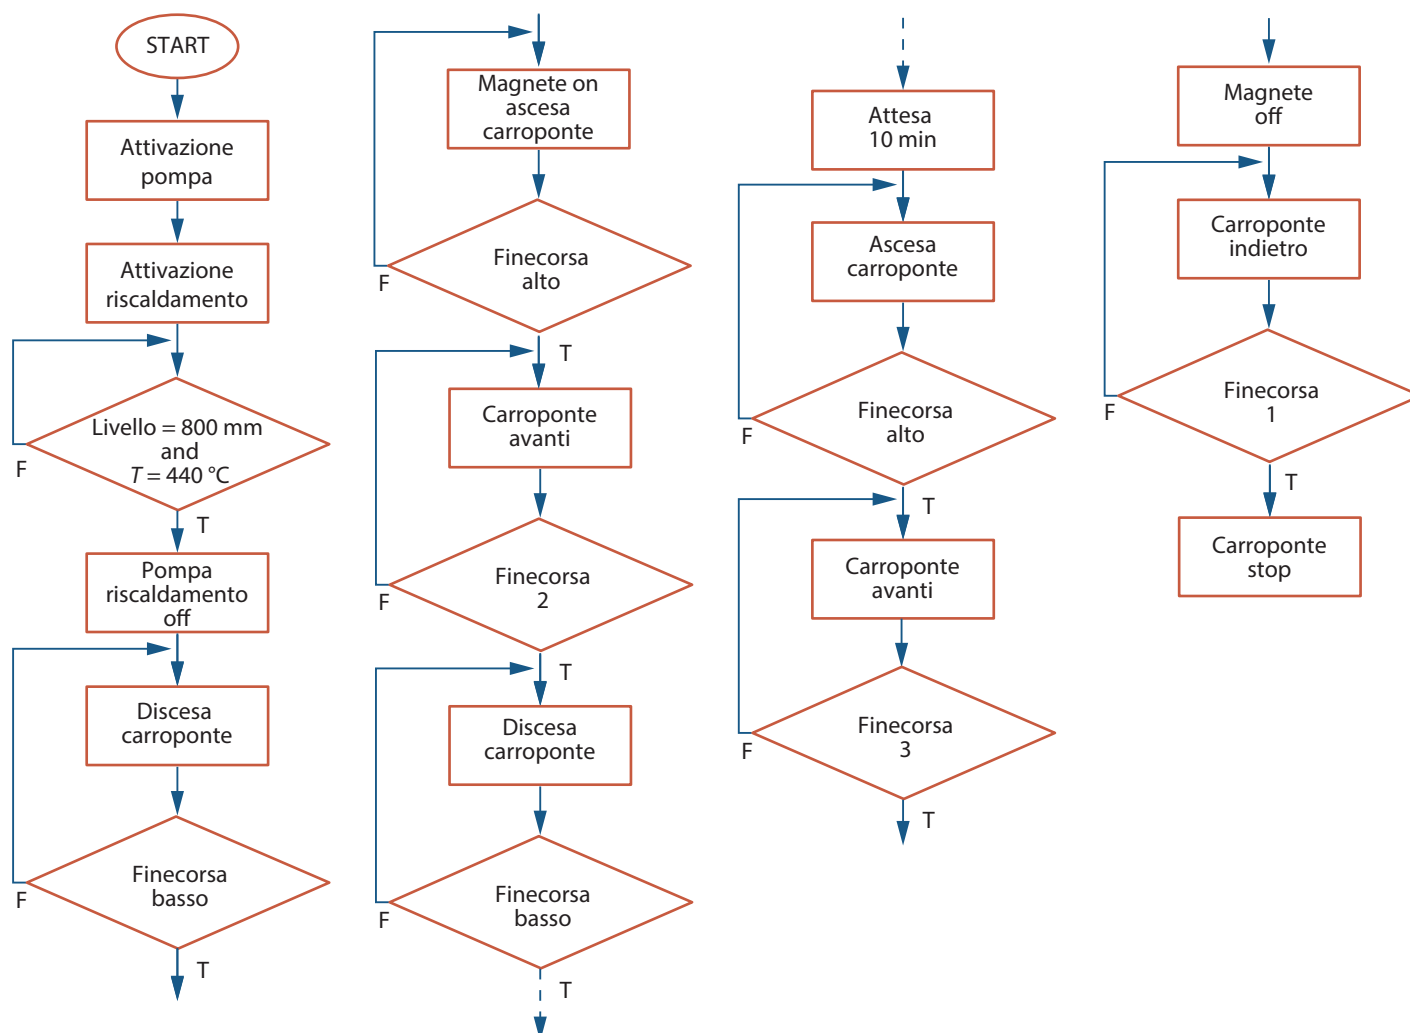 START
Attivazione
pompa
Attivazione
riscaldamento
Livello = 800 mm
and
T = 440 °C
F
T
Pompa
riscaldamento
off
Discesa
carroponte
Finecorsa
basso
F
T
Magnete on
ascesa
carroponte
Finecorsa
alto
F
T
Carroponte
avanti
Finecorsa
2
F
T
Discesa
carroponte
Finecorsa
basso
F
T
Attesa
10 min
Ascesa
carroponte
Finecorsa
alto
F
T
Carroponte
avanti
Finecorsa
3
F
T
Magnete
off
Carroponte
indietro
Finecorsa
1
F
T
Carroponte
stop